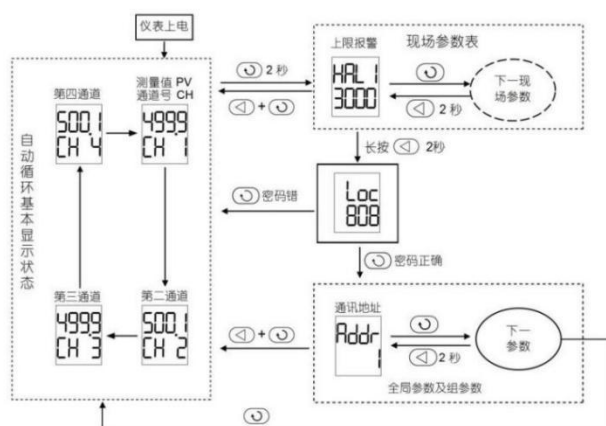 仪表上电
上限报警
现场参数表
2 秒
HAL1
3000
下一现
场参数
+
2 秒
第四通道
测量值 PV
通道号 CH
500.1
CH 4
499.9
CH 1
自动循环基本显示状态
长按 2秒
Loc
808
密码错
密码正确
第三通道
第二通道
499.9
CH 3
500.1
CH 2
通讯地址
Addr
1
下一
参数
+
2 秒
全局参数及组参数